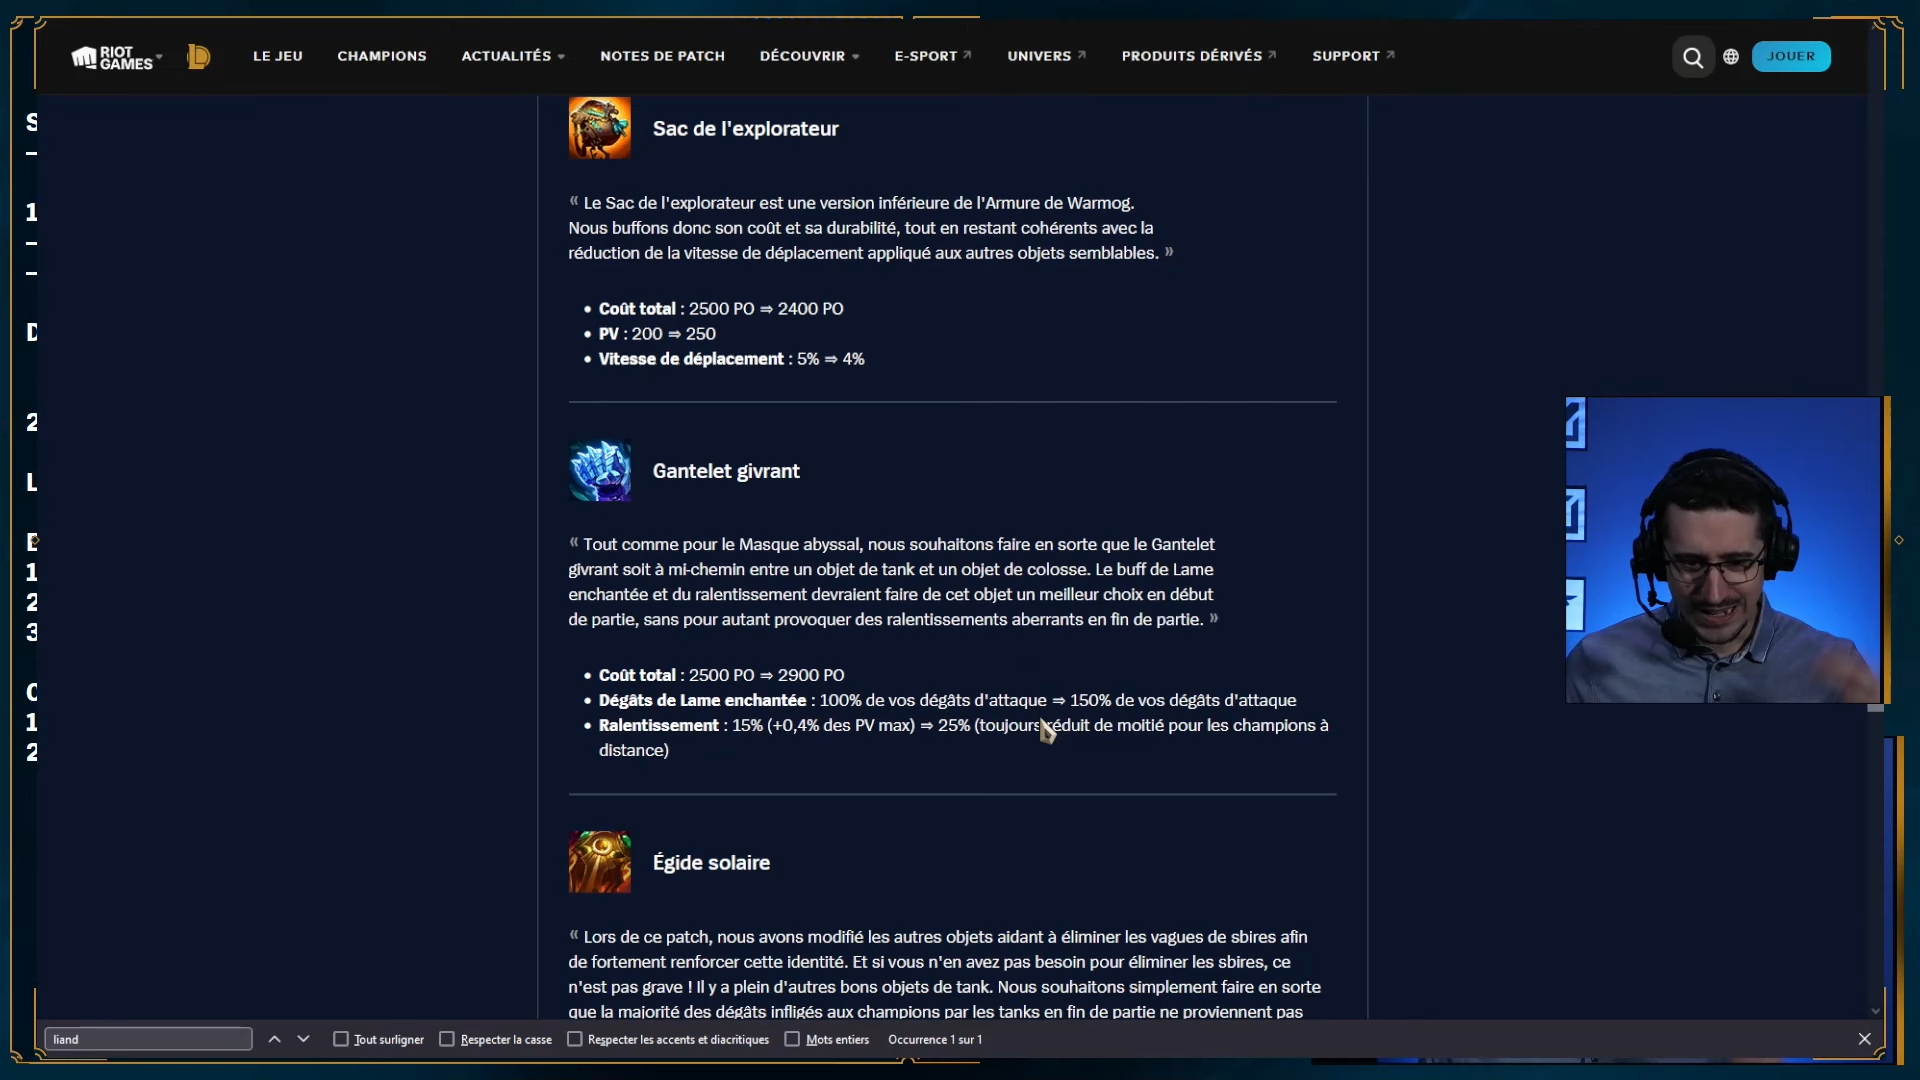 RIOT GAMES
LE JEU
CHAMPIONS
ACTUALITÉS
NOTES DE PATCH
DÉCOUVRIR
E-SPORT
UNIVERS
PRODUITS DÉRIVÉS
SUPPORT
JOUER
Sac de l'explorateur
« Le Sac de l'explorateur est une version inférieure de l'Armure de Warmog.
Nous buffons donc son coût et sa durabilité, tout en restant cohérents avec la
réduction de la vitesse de déplacement appliqué aux autres objets semblables. »
• Coût total : 2500 PO ⇒ 2400 PO
• PV : 200 ⇒ 250
• Vitesse de déplacement : 5% ⇒ 4%
Gantelet givrant
« Tout comme pour le Masque abyssal, nous souhaitons faire en sorte que le Gantelet
givrant soit à mi-chemin entre un objet de tank et un objet de colosse. Le buff de Lame
enchantée et du ralentissement devraient faire de cet objet un meilleur choix en début
de partie, sans pour autant provoquer des ralentissements aberrants en fin de partie. »
• Coût total : 2500 PO ⇒ 2900 PO
• Dégâts de Lame enchantée : 100% de vos dégâts d'attaque ⇒ 150% de vos dégâts d'attaque
• Ralentissement : 15% (+0,4% des PV max) ⇒ 25% (toujours réduit de moitié pour les champions à
distance)
Égide solaire
« Lors de ce patch, nous avons modifié les autres objets aidant à éliminer les vagues de sbires afin
de fortement renforcer cette identité. Et si vous n'en avez pas besoin pour éliminer les sbires, ce
n'est pas grave ! Il y a plein d'autres bons objets de tank. Nous souhaitons simplement faire en sorte
que la majorité des dégâts infligés aux champions par les tanks en fin de partie ne proviennent pas
liand
Tout surligner
Respecter la casse
Respecter les accents et diacritiques
Mots entiers
Occurrence 1 sur 1
1
D
2
L
1
2
3
1
2